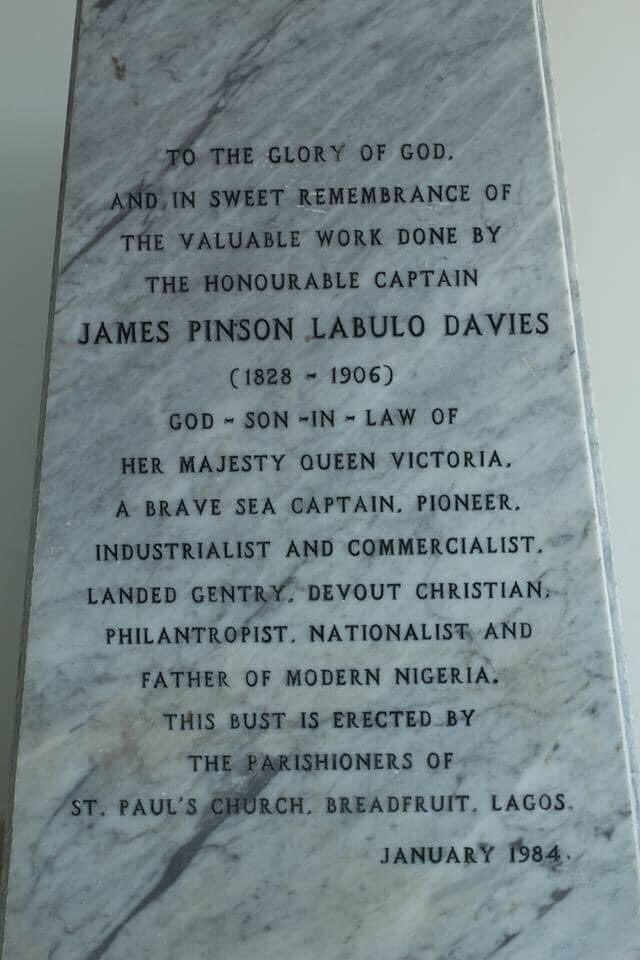 TO THE GLORY OF GOD,
AND IN SWEET REMEMBRANCE OF
THE VALUABLE WORK DONE BY
THE HONOURABLE CAPTAIN
JAMES PINSON LABULO DAVIES
(1828 ~ 1906)
GOD ~ SON ~IN ~ LAW OF
HER MAJESTY QUEEN VICTORIA,
A BRAVE SEA CAPTAIN, PIONEER,
INDUSTRIALIST AND COMMERCIALIST,
LANDED GENTRY, DEVOUT CHRISTIAN,
PHILANTROPIST, NATIONALIST AND
FATHER OF MODERN NIGERIA.
THIS BUST IS ERECTED BY
THE PARISHIONERS OF
ST. PAUL'S CHURCH, BREADFRUIT, LAGOS.
JANUARY 1984.